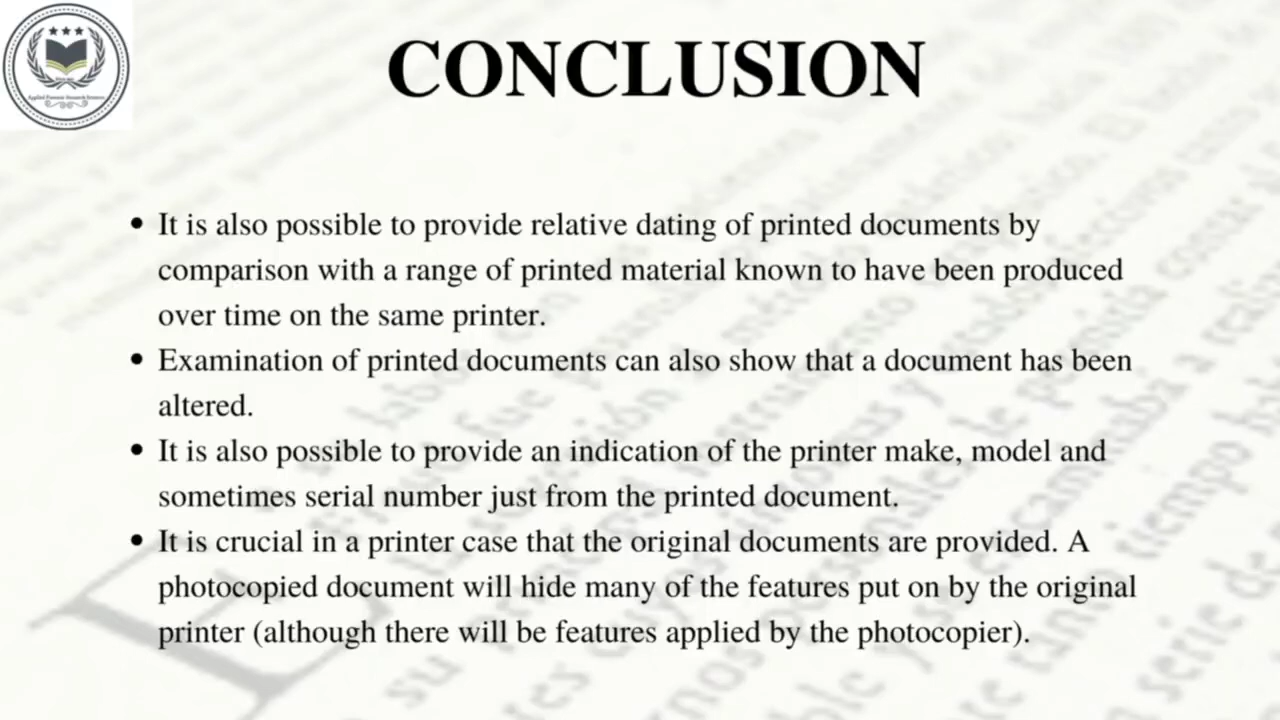 CONCLUSION
• It is also possible to provide relative dating of printed documents by
comparison with a range of printed material known to have been produced
over time on the same printer.
• Examination of printed documents can also show that a document has been
altered.
• It is also possible to provide an indication of the printer make, model and
sometimes serial number just from the printed document.
• It is crucial in a printer case that the original documents are provided. A
photocopied document will hide many of the features put on by the original
printer (although there will be features applied by the photocopier).